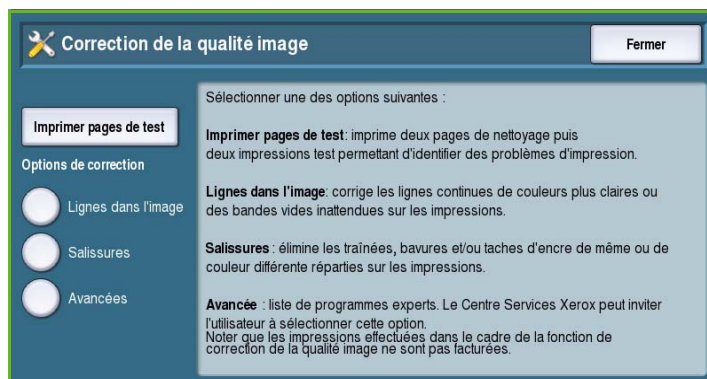 Correction de la qualité image
Fermer
Imprimer pages de test
Options de correction
Lignes dans l'image
Salissures
Avancées
Sélectionner une des options suivantes :
Imprimer pages de test: imprime deux pages de nettoyage puis
deux impressions test permettant d'identifier des problèmes d'impression.
Lignes dans l'image: corrige les lignes continues de couleurs plus claires ou
des bandes vides inattendues sur les impressions.
Salissures : élimine les traînées, bavures et/ou taches d'encre de même ou de
couleur différente réparties sur les impressions.
Avancée : liste de programmes experts. Le Centre Services Xerox peut inviter
l'utilisateur à sélectionner cette option.
Noter que les impressions effectuées dans le cadre de la fonction de
correction de la qualité image ne sont pas facturées.